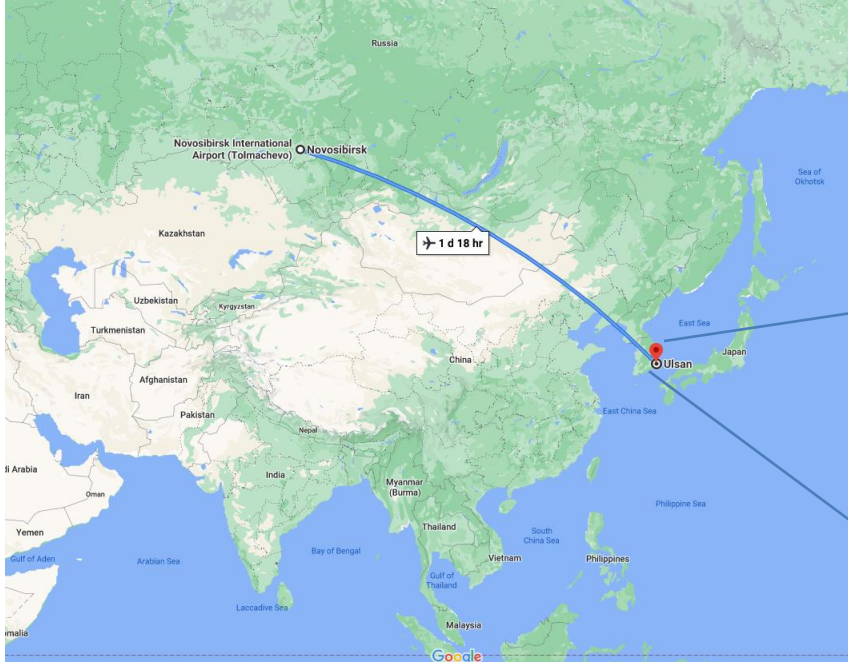 Russia
Novosibirsk International
Airport (Tolmachevo)
Novosibirsk
Sea of
Okhotsk
Kazakhstan
1 d 18 hr
Uzbekistan
Kyrgyzstan
Turkmenistan
East Sea
Japan
Ulsan
China
Afghanistan
Iran
East China Sea
Pakistan
Nepal
di Arabia
India
Myanmar
(Burma)
Oman
Philippine Sea
Yemen
Thailand
South
China Sea
Gulf of Aden
Arabian Sea
Bay of Bengal
Vietnam
Philippines
Gulf of
Thailand
Laccadive Sea
omalia
Malaysia
Google